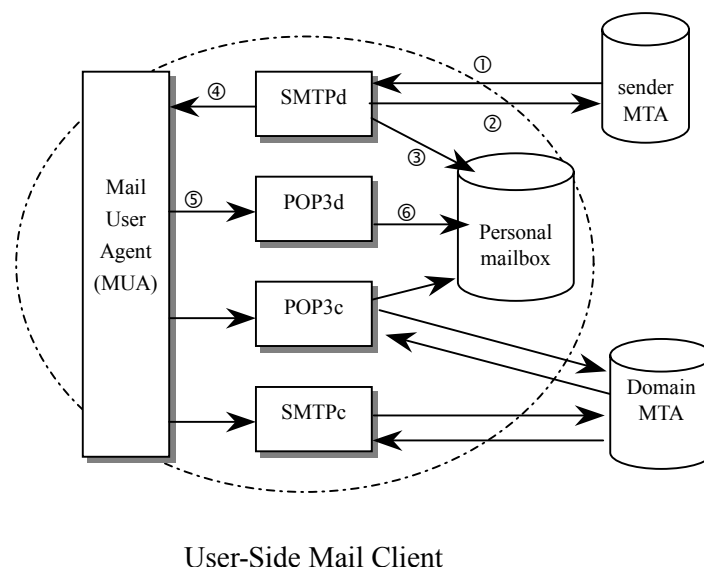 ①
sender
MTA
④
SMTPd
②
③
Mail
User
Agent
(MUA)
⑤
POP3d
⑥
Personal
mailbox
POP3c
Domain
MTA
SMTPc
User-Side Mail Client